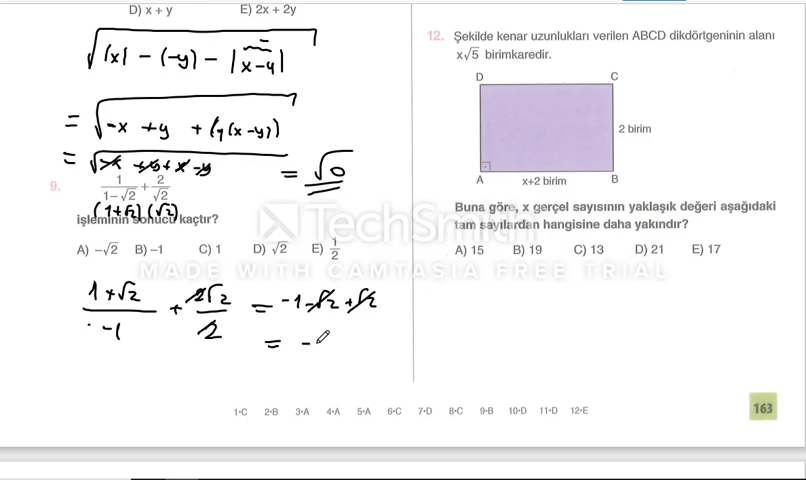 D) x + y E) 2x + 2y
√|x| - (-y) - |x-y|
= √-x + y + (+(x-y))
= √-x + y + x - y = √0
9. 1/1-√2 + 2/√2
(1+√2) (√2)
işleminin sonucu kaçtır?
A) -√2 B) -1 C) 1 D) √2 E) 1/2
1+√2/-1 + 2√2/2 = -1-√2+√2
= -
12. Şekilde kenar uzunlukları verilen ABCD dikdörtgeninin alanı
x√5 birimkaredir.
D C
2 birim
A x+2 birim B
Buna göre, x gerçel sayısının yaklaşık değeri aşağıdaki
tam sayılardan hangisine daha yakındır?
A) 15 B) 19 C) 13 D) 21 E) 17
TechSmith
MADE WITH CAMTASIA FREE TRIAL
1•C 2•B 3•A 4•A 5•A 6•C 7•D 8•C 9•B 10•D 11•D 12•E
163